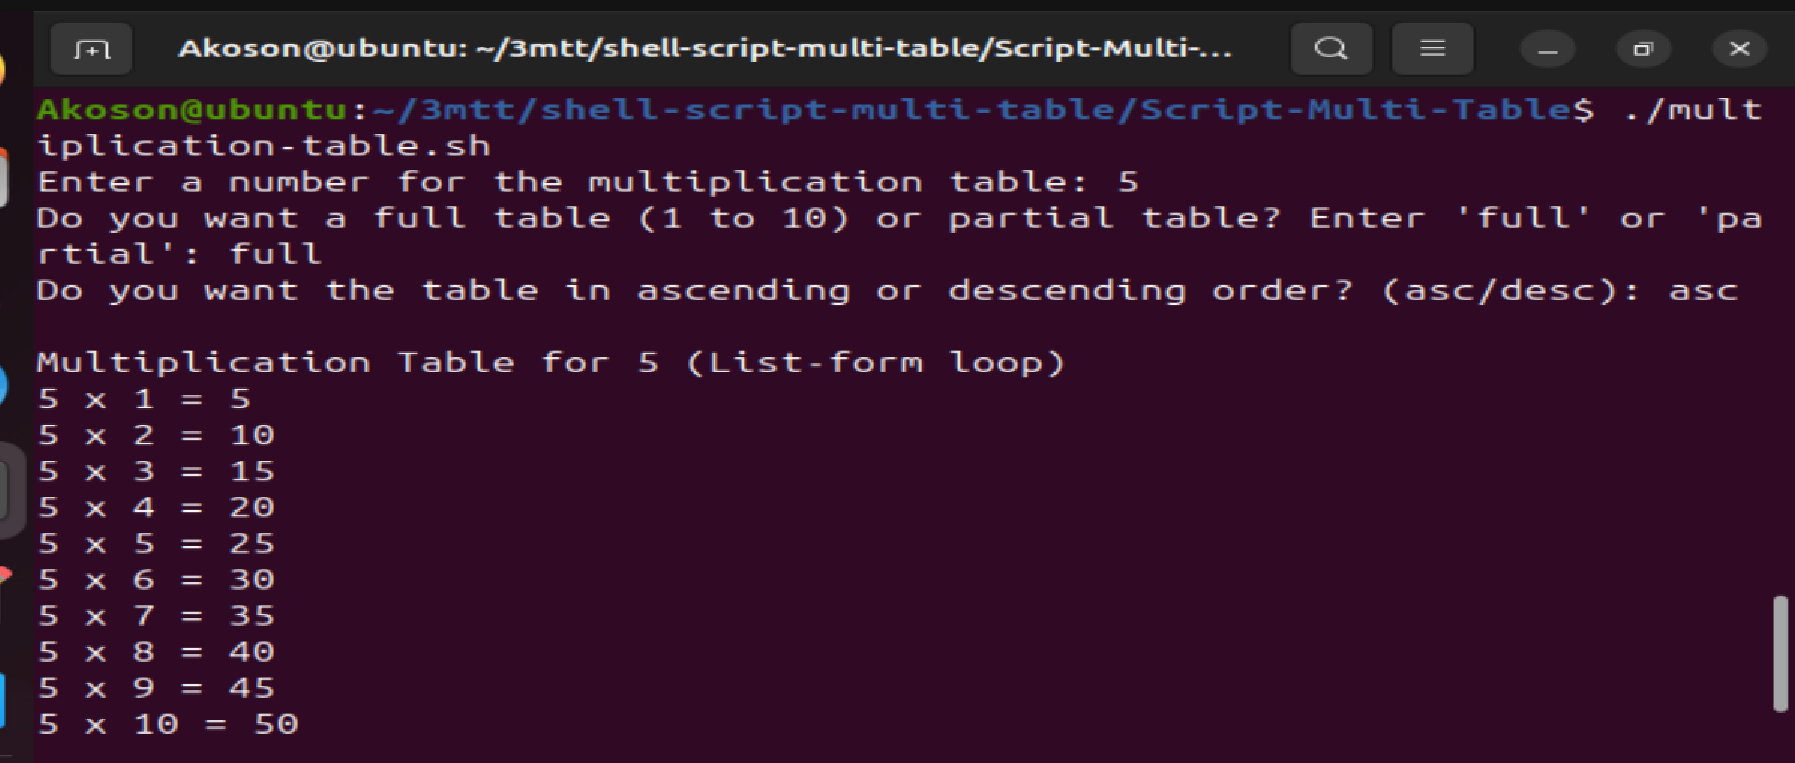 Akoson@ubuntu: ~/3mtt/shell-script-multi-table/Script-Multi-...
Akoson@ubuntu:~/3mtt/shell-script-multi-table/Script-Multi-Table$ ./mult
iplication-table.sh
Enter a number for the multiplication table: 5
Do you want a full table (1 to 10) or partial table? Enter 'full' or 'pa
rtial': full
Do you want the table in ascending or descending order? (asc/desc): asc
Multiplication Table for 5 (List-form loop)
5 x 1 = 5
5 x 2 = 10
5 x 3 = 15
5 x 4 = 20
5 x 5 = 25
5 x 6 = 30
5 x 7 = 35
5 x 8 = 40
5 x 9 = 45
5 x 10 = 50